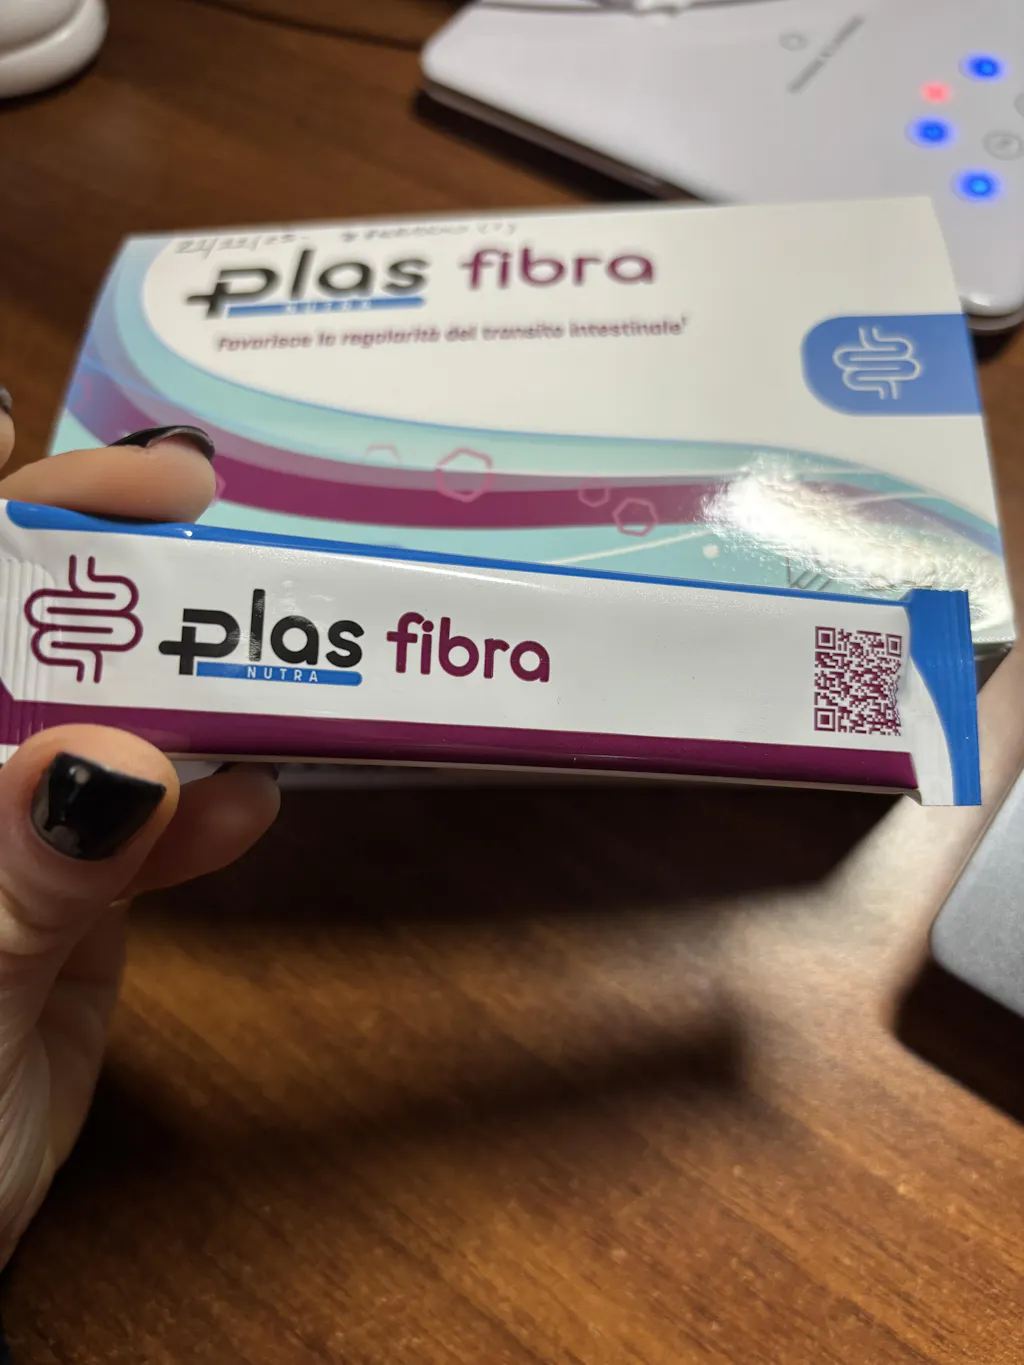 plas fibra
NUTRA
Favorisce la regolarità del transito intestinale¹
plas fibra
NUTRA